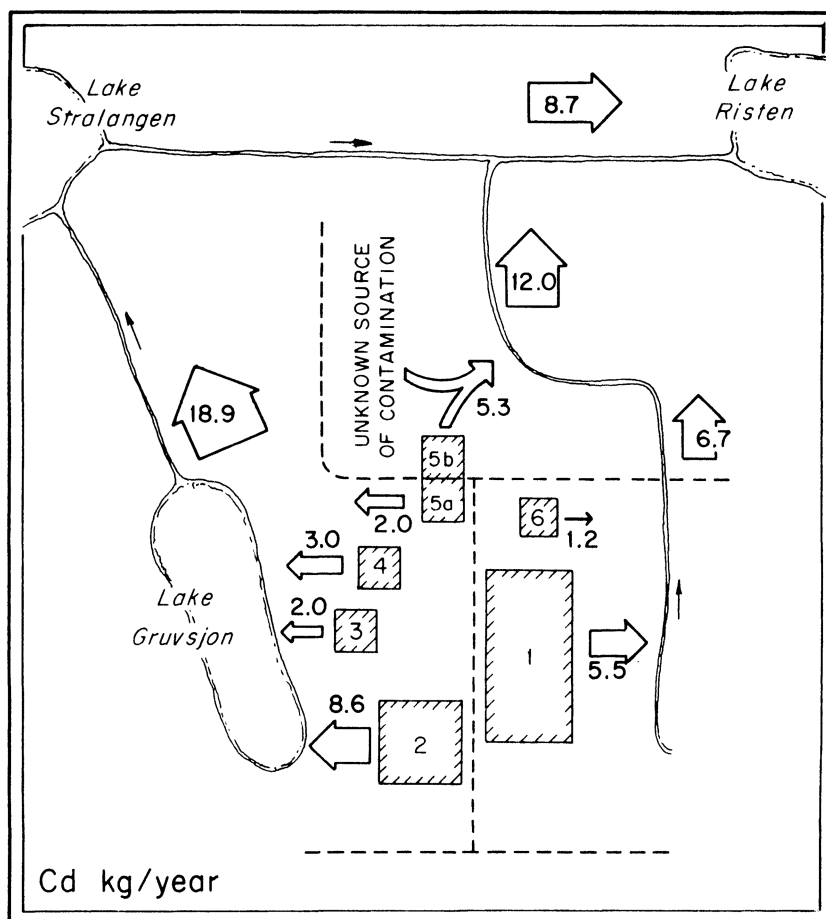 Lake
Stralangen
8.7
Lake
Risten
12.0
UNKNOWN SOURCE
OF CONTAMINATION
18.9
5.3
6.7
5b
5a
2.0
6
1.2
3.0
4
Lake
Gruvsjon
2.0
3
1
5.5
8.6
2
Cd kg/year